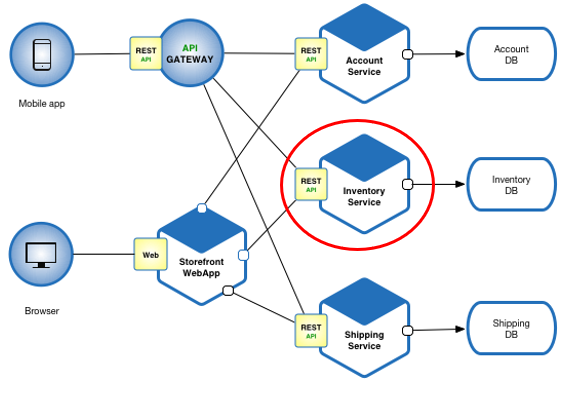 REST
API
API
GATEWAY
Mobile app
REST
API
Account
Service
Account
DB
REST
API
Inventory
Service
Inventory
DB
Web
Storefront
WebApp
Browser
REST
API
Shipping
Service
Shipping
DB